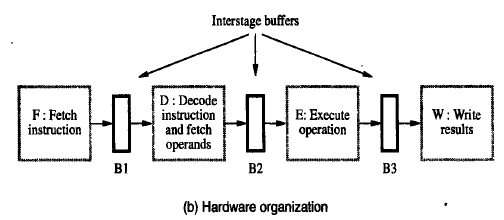 Interstage buffers
F : Fetch
instruction
D : Decode
instruction
and fetch
operands
E: Execute
operation
W : Write
results
B1
B2
B3
(b) Hardware organization